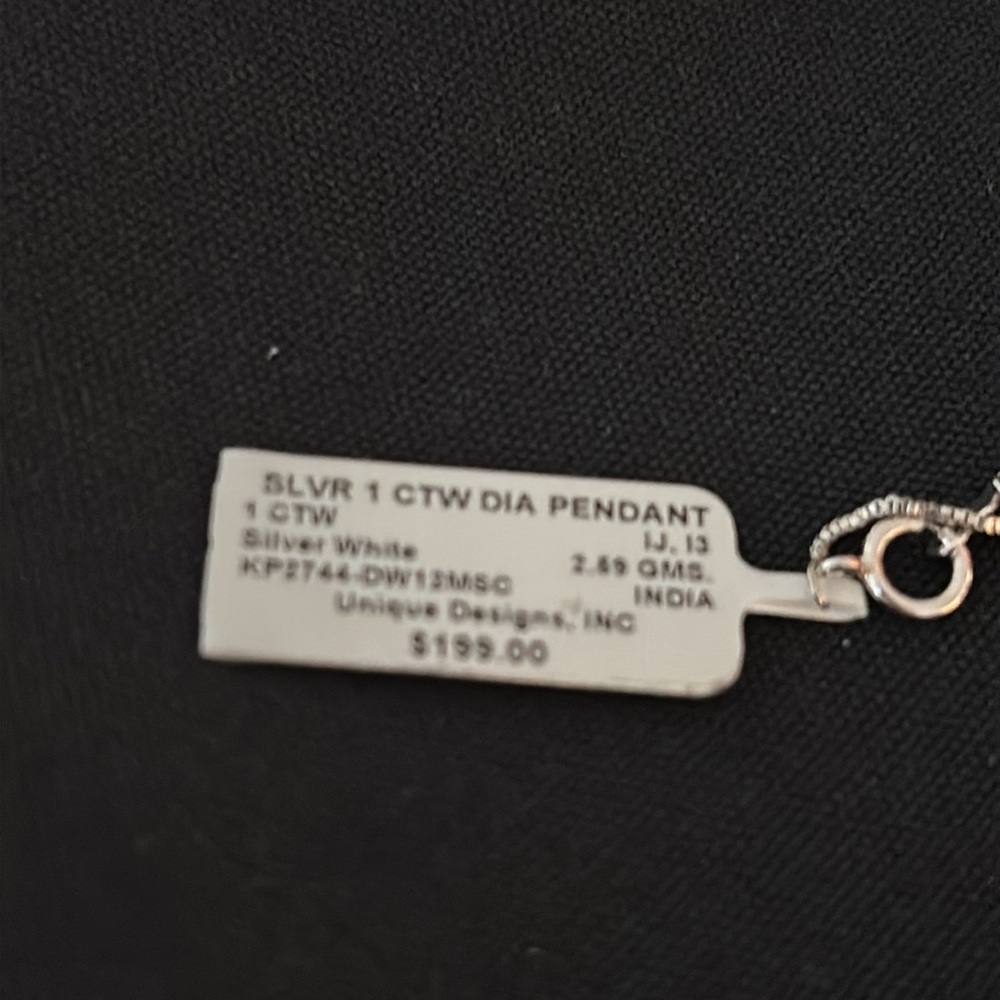 SLVR 1 CTW DIA PENDANT
1 CTW IJ, I3
Silver White 2.59 GMS.
KP2744-DW12MSC INDIA
Unique Designs, INC
$199.00